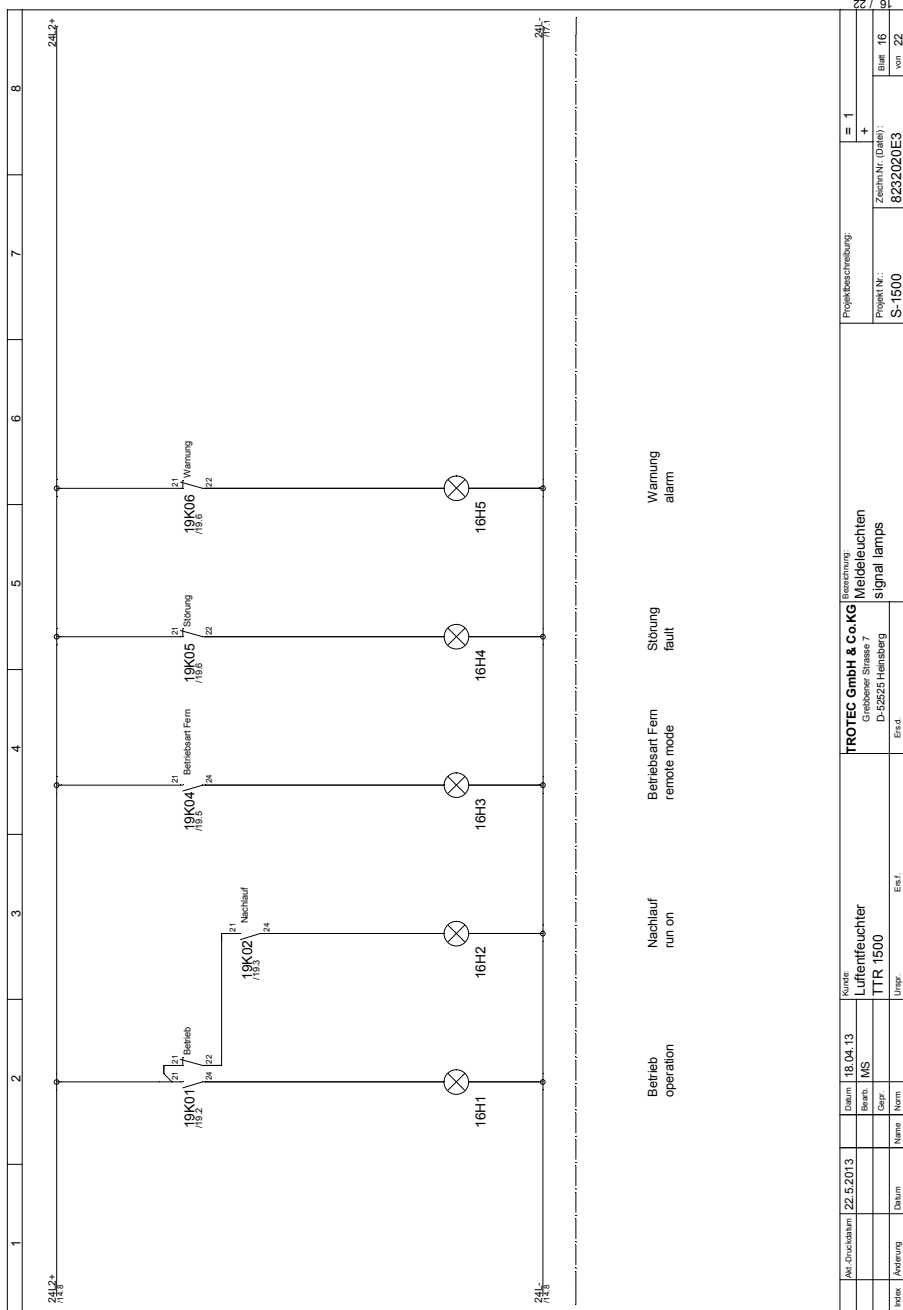 1 2 3 4 5 6 7 8
24L2+
/14.8
24L2+
21
21
Betrieb
19K01
/19.2
24
22
21
Nachlauf
19K02
/19.3
24
21
Betriebsart Fern
19K04
/19.5
24
21
Störung
19K05
/19.6
22
21
Warnung
19K06
/19.6
22
16H1
16H2
16H3
16H4
16H5
24L-
/14.8
24L-
/17.1
Betrieb
operation
Nachlauf
run on
Betriebsart Fern
remote mode
Störung
fault
Warnung
alarm
Akt.-Druckdatum 22.5.2013
Index Änderung Datum Name Norm
Datum 18.04.13
Bearb. MS
Gepr.
Kunde:
Luftentfeuchter
TTR 1500
Urspr. Ers.f. Ers.d.
TROTEC GmbH & Co.KG
Grebbener Strasse 7
D-52525 Heinsberg
Bezeichnung:
Meldeleuchten
signal lamps
Projektbeschreibung:
= 1
+
Projekt Nr.:
S-1500
Zeichn.Nr. (Datei) :
8232020E3
Blatt 16
von 22
16 / 22